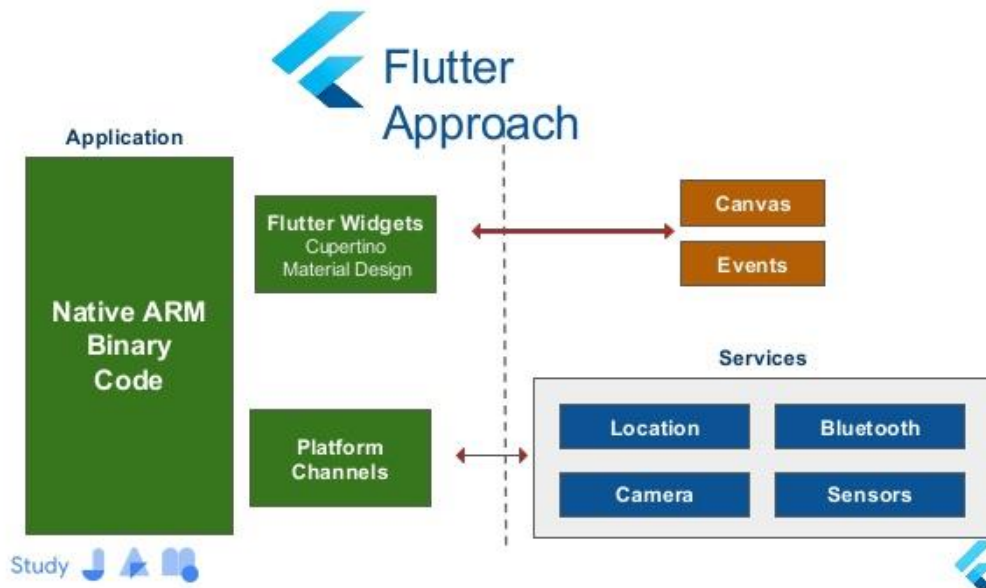 Flutter
Approach
Application
Native ARM
Binary
Code
Flutter Widgets
Cupertino
Material Design
Platform
Channels
Canvas
Events
Services
Location
Bluetooth
Camera
Sensors
Study JAM